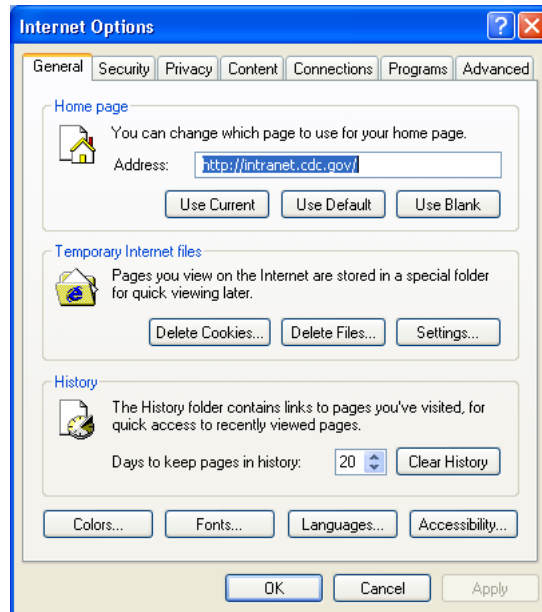 Internet Options
General Security Privacy Content Connections Programs Advanced
Home page
You can change which page to use for your home page.
Address: http://intranet.cdc.gov/
Use Current Use Default Use Blank
Temporary Internet files
Pages you view on the Internet are stored in a special folder
for quick viewing later.
Delete Cookies... Delete Files... Settings...
History
The History folder contains links to pages you've visited, for
quick access to recently viewed pages.
Days to keep pages in history: 20 Clear History
Colors... Fonts... Languages... Accessibility...
OK Cancel Apply